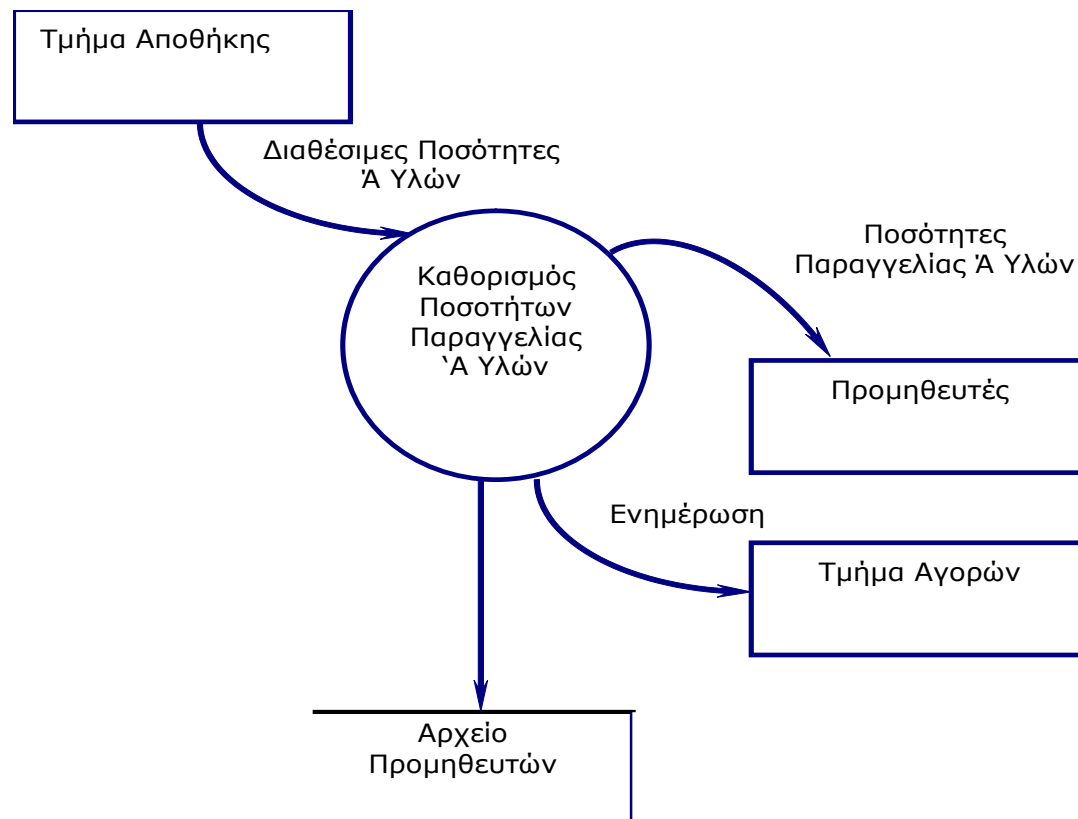 Τμήμα Αποθήκης
Διαθέσιμες Ποσότητες
Ά Υλών
Ποσότητες
Παραγγελίας Ά Υλών
Καθορισμός
Ποσοτήτων
Παραγγελίας
‘Α Υλών
Προμηθευτές
Ενημέρωση
Τμήμα Αγορών
Αρχείο
Προμηθευτών